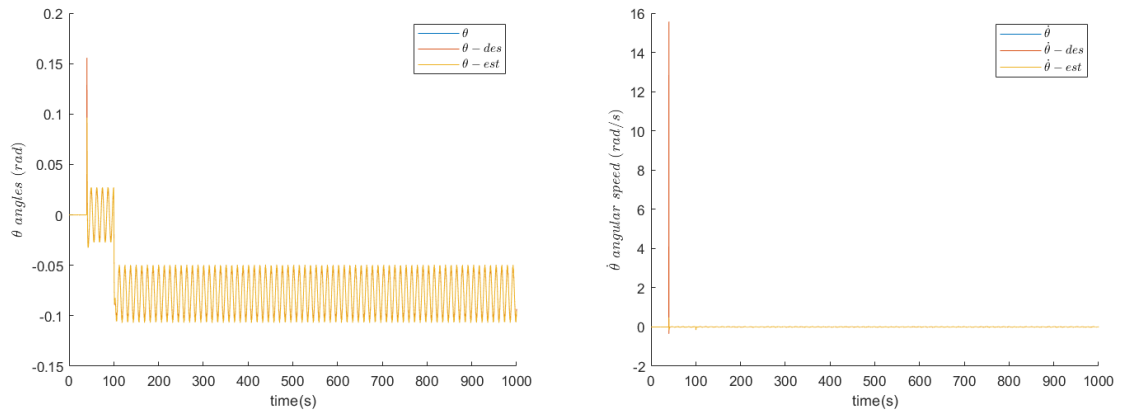 0.2
0.15
0.1
0.05
0
-0.05
-0.1
-0.15
θ angles (rad)
0 100 200 300 400 500 600 700 800 900 1000
time(s)
θ
θ − des
θ − est
16
14
12
10
8
6
4
2
0
-2
θ̇ angular speed (rad/s)
0 100 200 300 400 500 600 700 800 900 1000
time(s)
θ̇
θ̇ − des
θ̇ − est